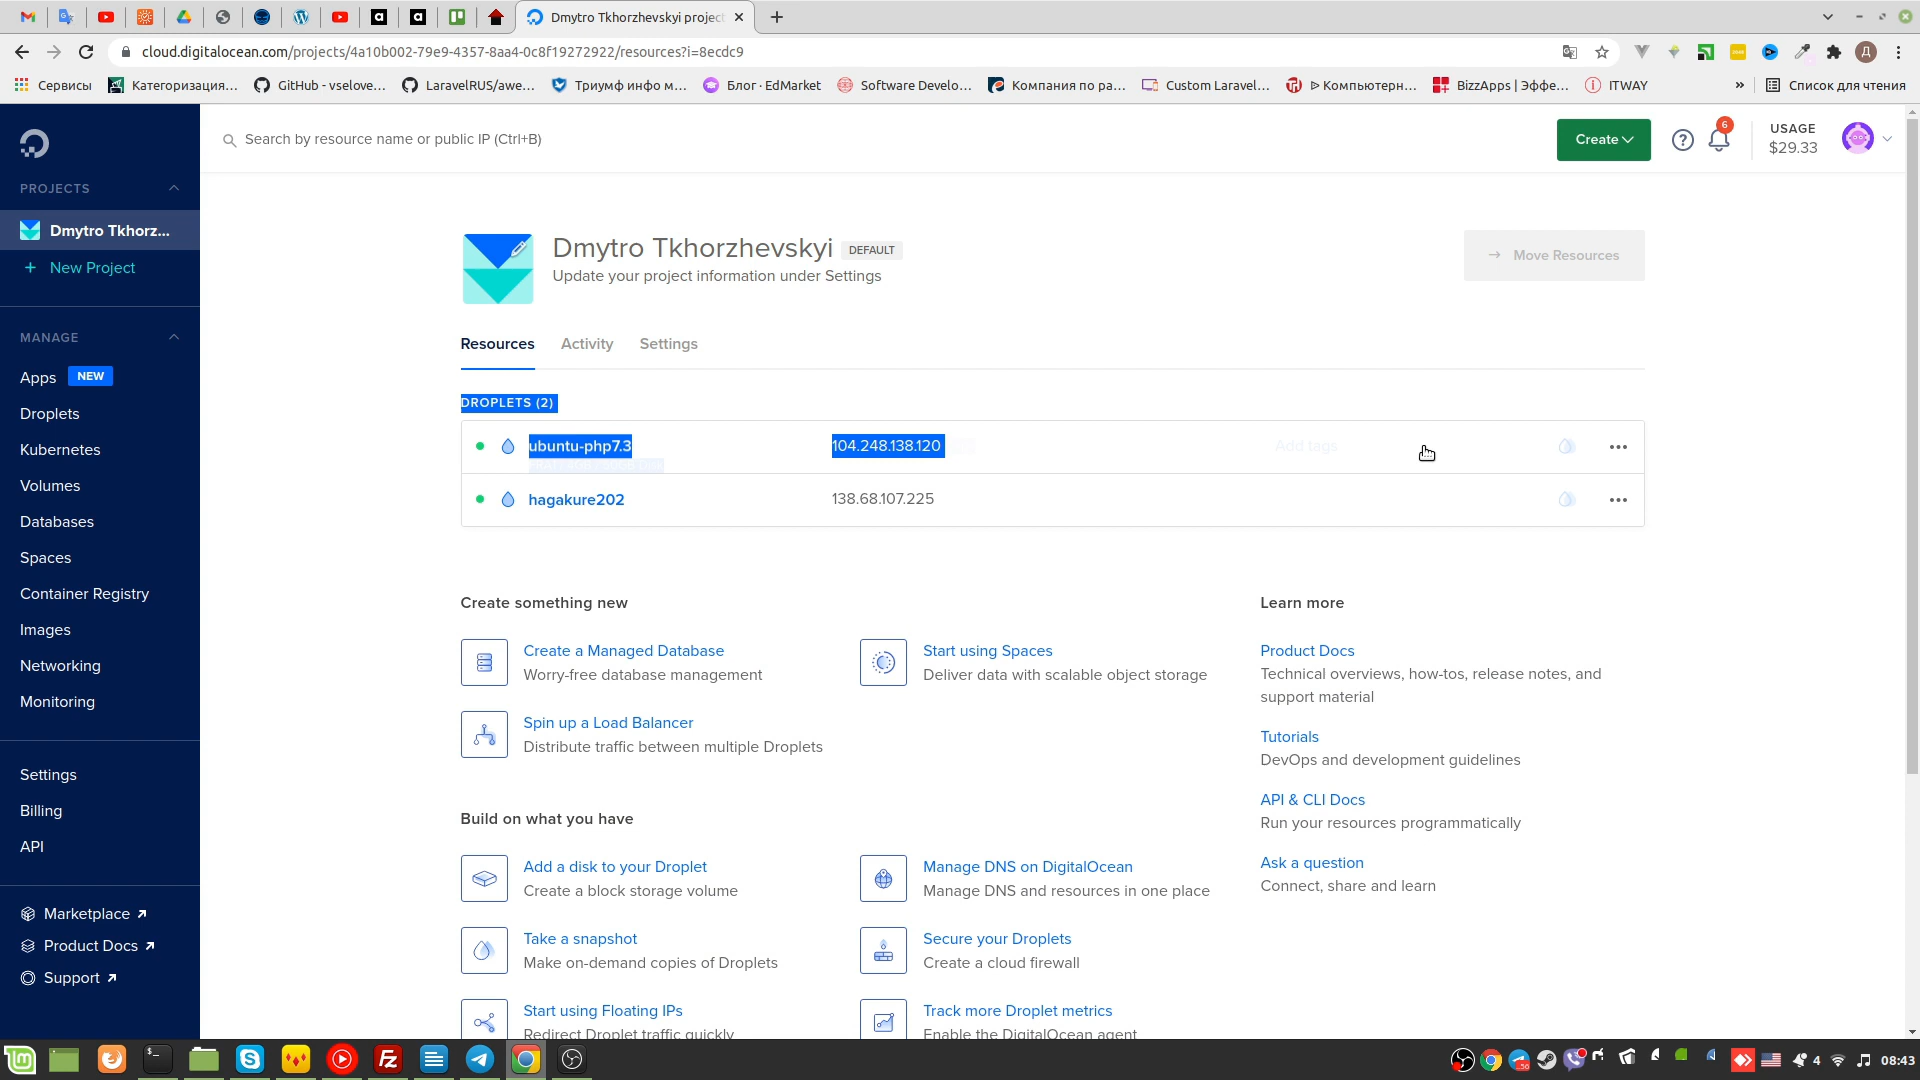 Dmytro Tkhorzhevskyi project
cloud.digitalocean.com/projects/4a10b002-79e9-4357-8aa4-0c8f19272922/resources?i=8ecdc9
Д
Сервисы
Категоризация...
GitHub - vselove...
LaravelRUS/awe...
Триумф инфо м...
Блог · EdMarket
Software Develo...
Компания по ра...
Custom Laravel...
ᐅ Компьютерн...
BizzApps | Эффе...
ITWAY
»
Список для чтения
Search by resource name or public IP (Ctrl+B)
Create
6
USAGE
$29.33
PROJECTS
Dmytro Tkhorz...
+ New Project
MANAGE
Apps NEW
Droplets
Kubernetes
Volumes
Databases
Spaces
Container Registry
Images
Networking
Monitoring
Settings
Billing
API
Marketplace
Product Docs
Support
Dmytro Tkhorzhevskyi DEFAULT
Update your project information under Settings
→ Move Resources
Resources
Activity
Settings
DROPLETS (2)
ubuntu-php7.3
104.248.138.120
Add tags
hagakure202
138.68.107.225
Create something new
Create a Managed Database
Worry-free database management
Start using Spaces
Deliver data with scalable object storage
Spin up a Load Balancer
Distribute traffic between multiple Droplets
Build on what you have
Add a disk to your Droplet
Create a block storage volume
Manage DNS on DigitalOcean
Manage DNS and resources in one place
Take a snapshot
Make on-demand copies of Droplets
Secure your Droplets
Create a cloud firewall
Start using Floating IPs
Redirect Droplet traffic quickly
Track more Droplet metrics
Enable the DigitalOcean agent
Learn more
Product Docs
Technical overviews, how-tos, release notes, and
support material
Tutorials
DevOps and development guidelines
API & CLI Docs
Run your resources programmatically
Ask a question
Connect, share and learn
4
08:43